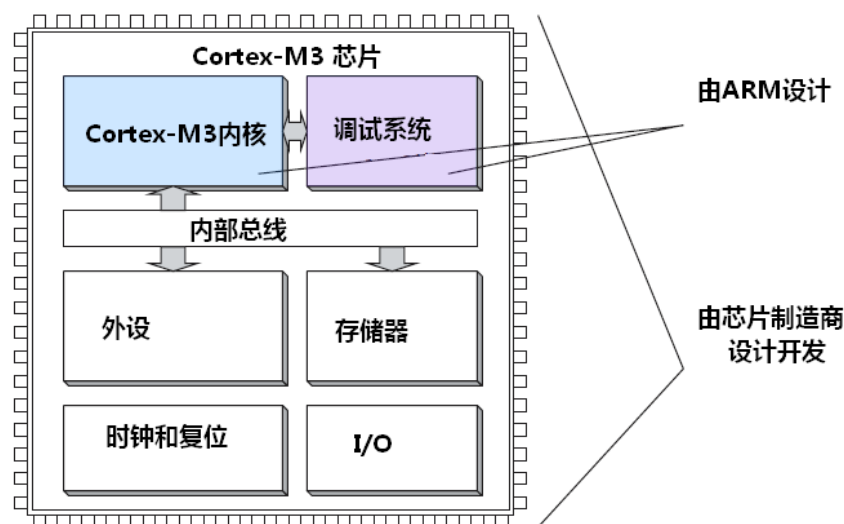 Cortex-M3 芯片
Cortex-M3内核
调试系统
由ARM设计
内部总线
外设
存储器
由芯片制造商
设计开发
时钟和复位
I/O